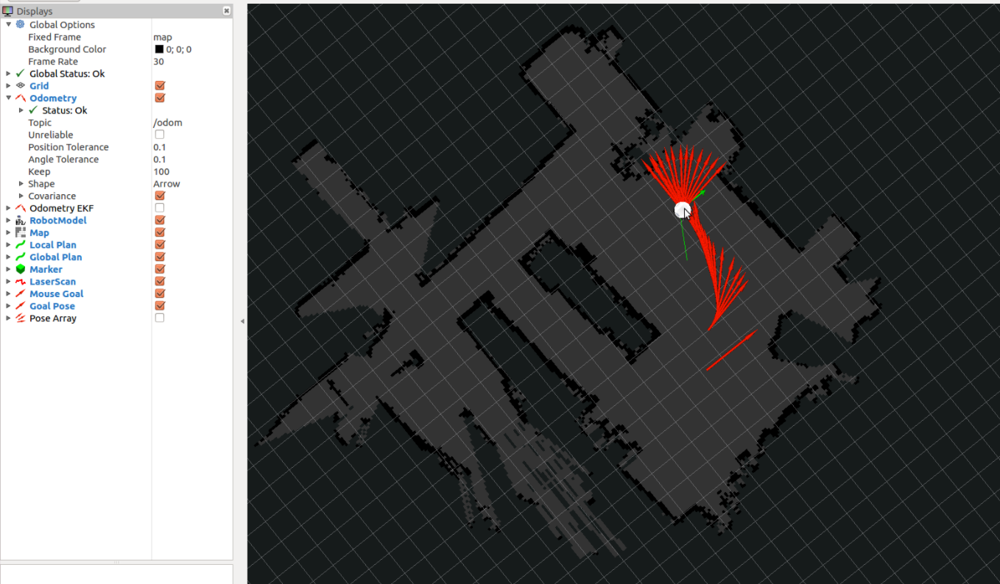 Displays
Global Options
Fixed Frame map
Background Color 0; 0; 0
Frame Rate 30
Global Status: Ok
Grid
Odometry
Status: Ok
Topic /odom
Unreliable
Position Tolerance 0.1
Angle Tolerance 0.1
Keep 100
Shape Arrow
Covariance
Odometry EKF
RobotModel
Map
Local Plan
Global Plan
Marker
LaserScan
Mouse Goal
Goal Pose
Pose Array